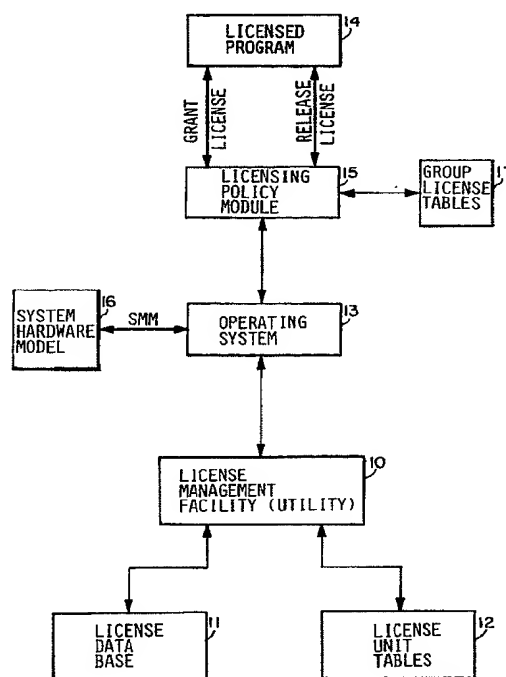 14
LICENSED
PROGRAM
GRANT
LICENSE
RELEASE
LICENSE
15
LICENSING
POLICY
MODULE
GROUP
LICENSE
TABLES
16
SYSTEM
HARDWARE
MODEL
SMM
13
OPERATING
SYSTEM
10
LICENSE
MANAGEMENT
FACILITY (UTILITY)
11
LICENSE
DATA
BASE
12
LICENSE
UNIT
TABLES